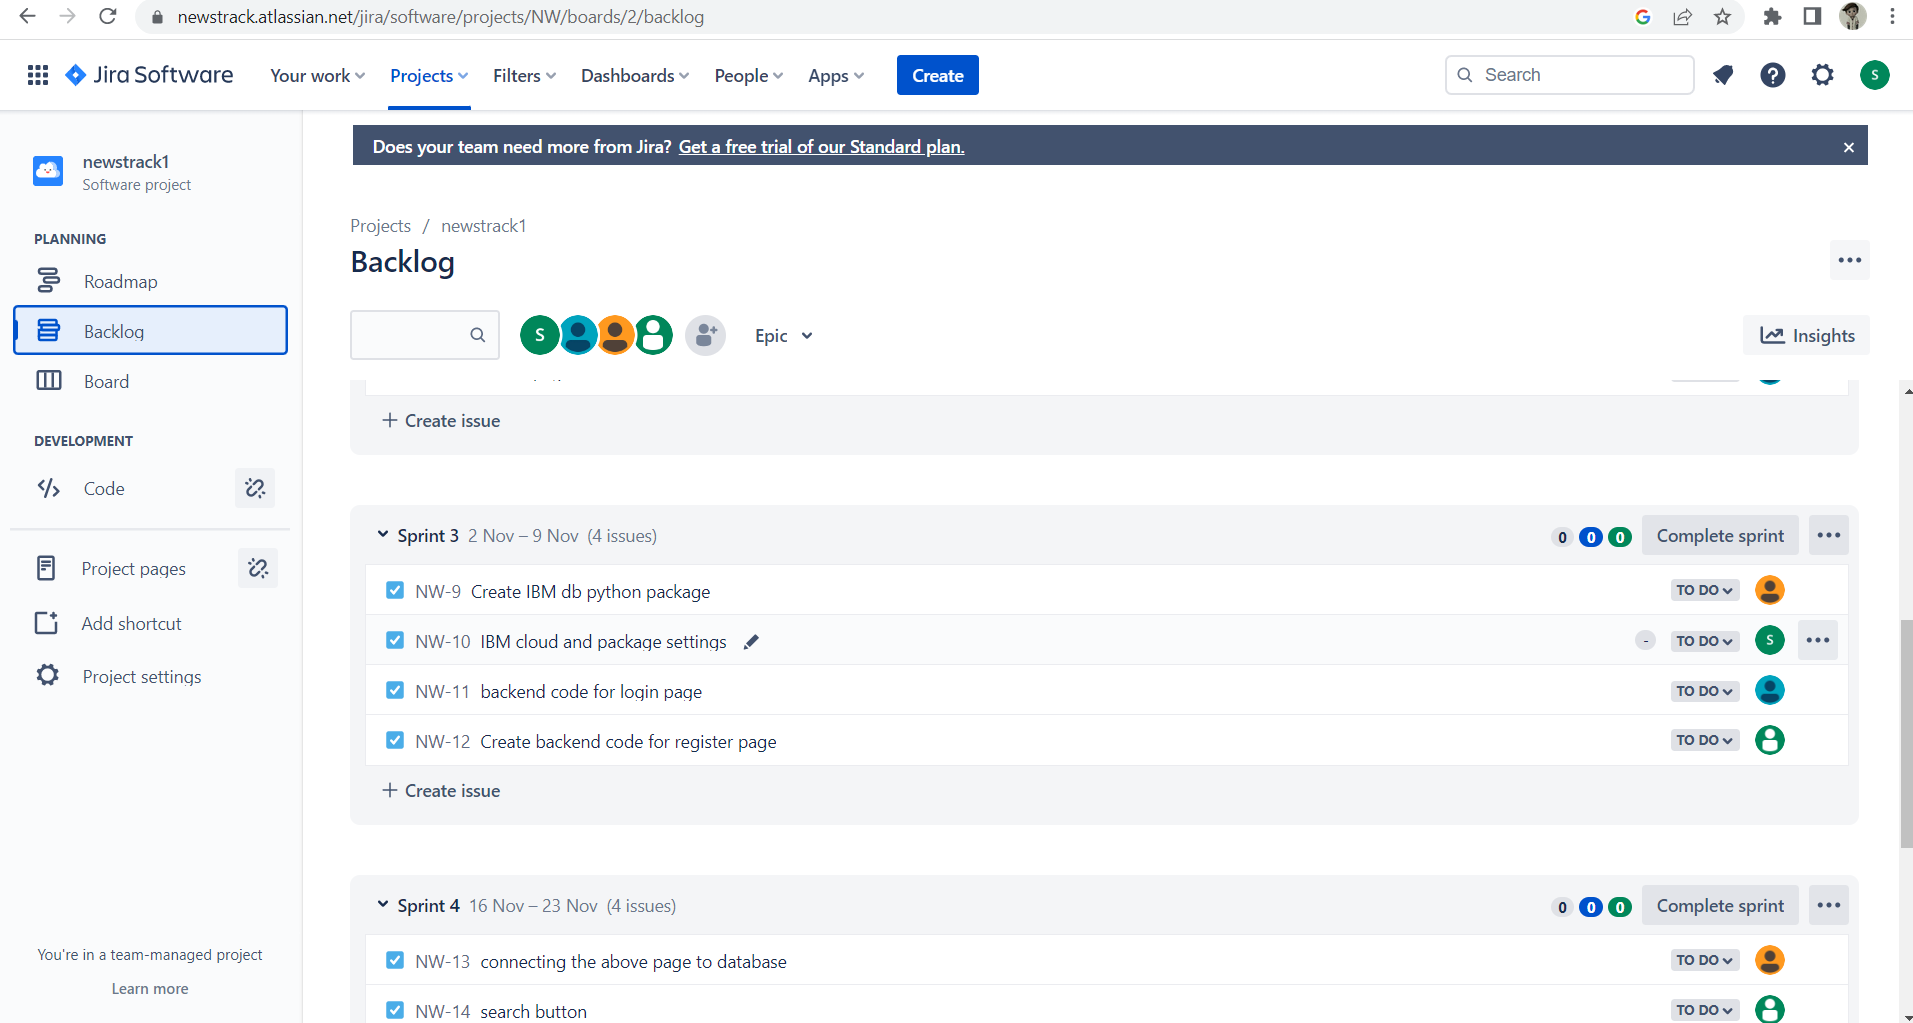 newstrack.atlassian.net/jira/software/projects/NW/boards/2/backlog
Jira Software Your work Projects Filters Dashboards People Apps Create Search S
Does your team need more from Jira? Get a free trial of our Standard plan.
newstrack1
Software project
PLANNING
Roadmap
Backlog
Board
DEVELOPMENT
Code
Project pages
Add shortcut
Project settings
You're in a team-managed project
Learn more
Projects / newstrack1
Backlog
S Epic Insights
+ Create issue
Sprint 3 2 Nov – 9 Nov (4 issues) 0 0 0 Complete sprint
NW-9 Create IBM db python package TO DO
NW-10 IBM cloud and package settings - TO DO S
NW-11 backend code for login page TO DO
NW-12 Create backend code for register page TO DO
+ Create issue
Sprint 4 16 Nov – 23 Nov (4 issues) 0 0 0 Complete sprint
NW-13 connecting the above page to database TO DO
NW-14 search button TO DO